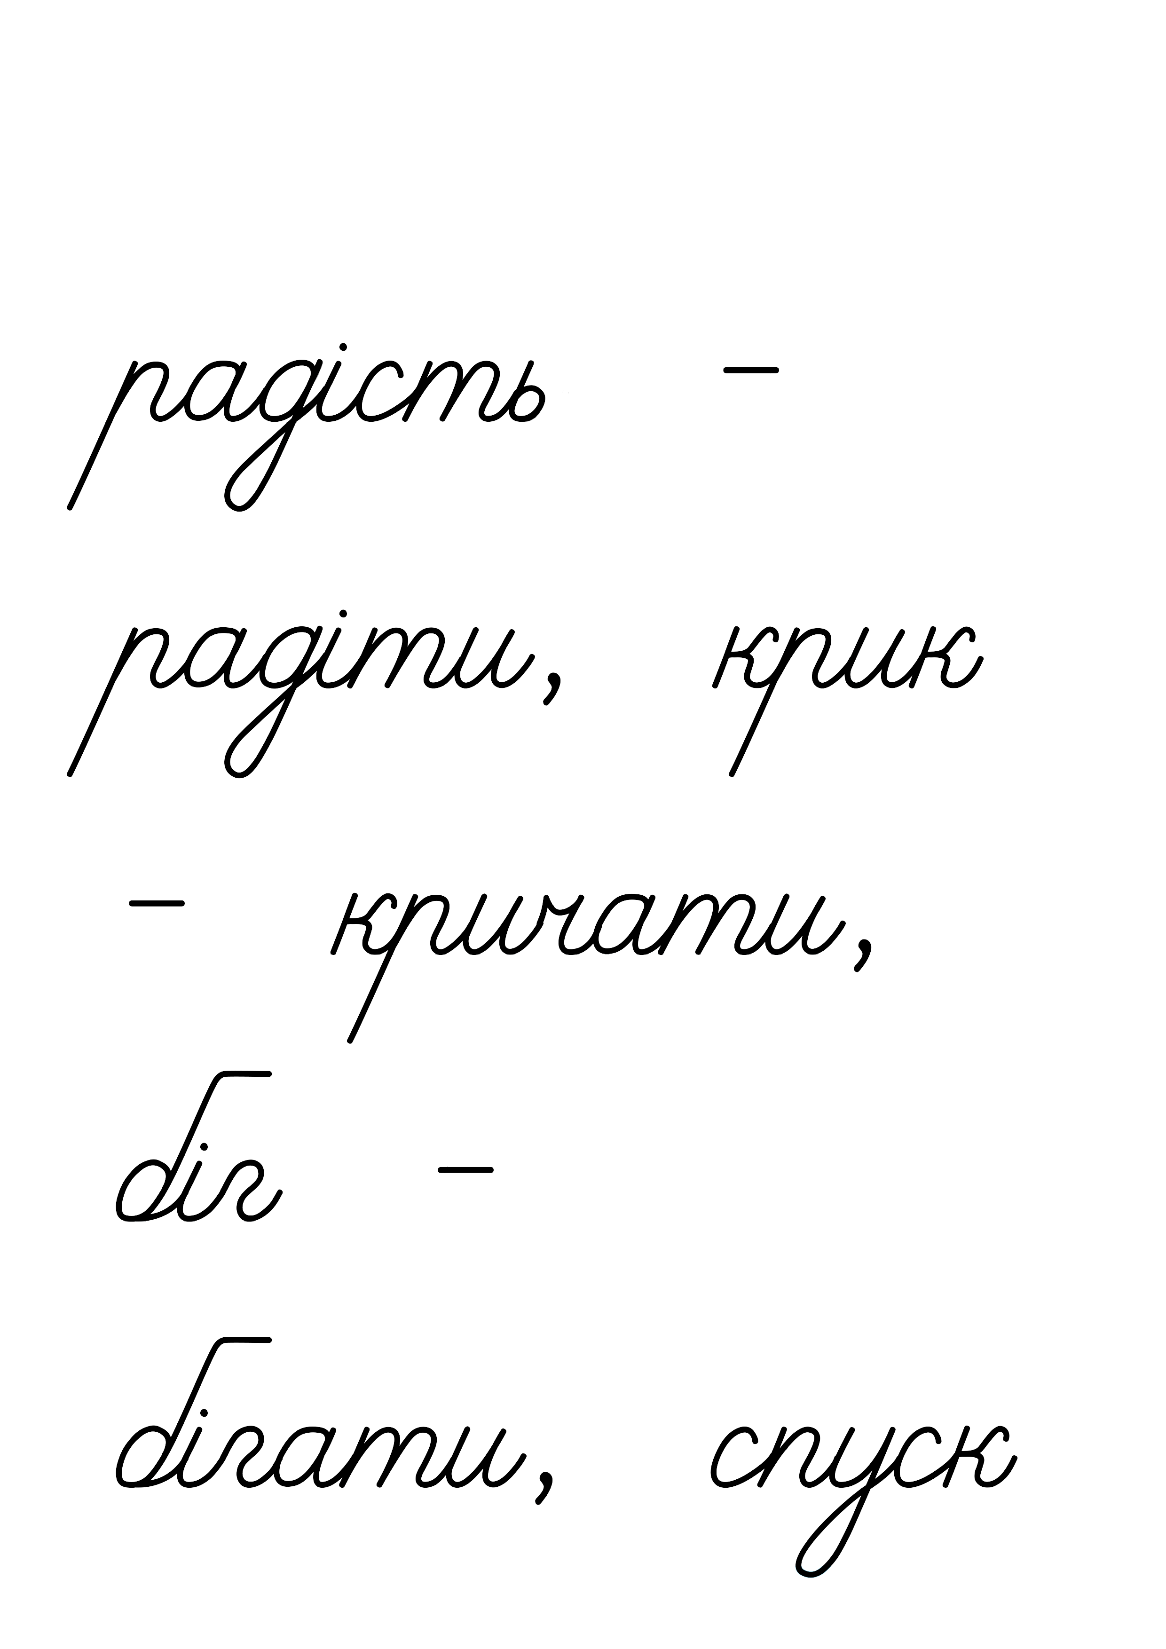 радість –
радіти, крик
– кричати,
біг –
бігати, спуск